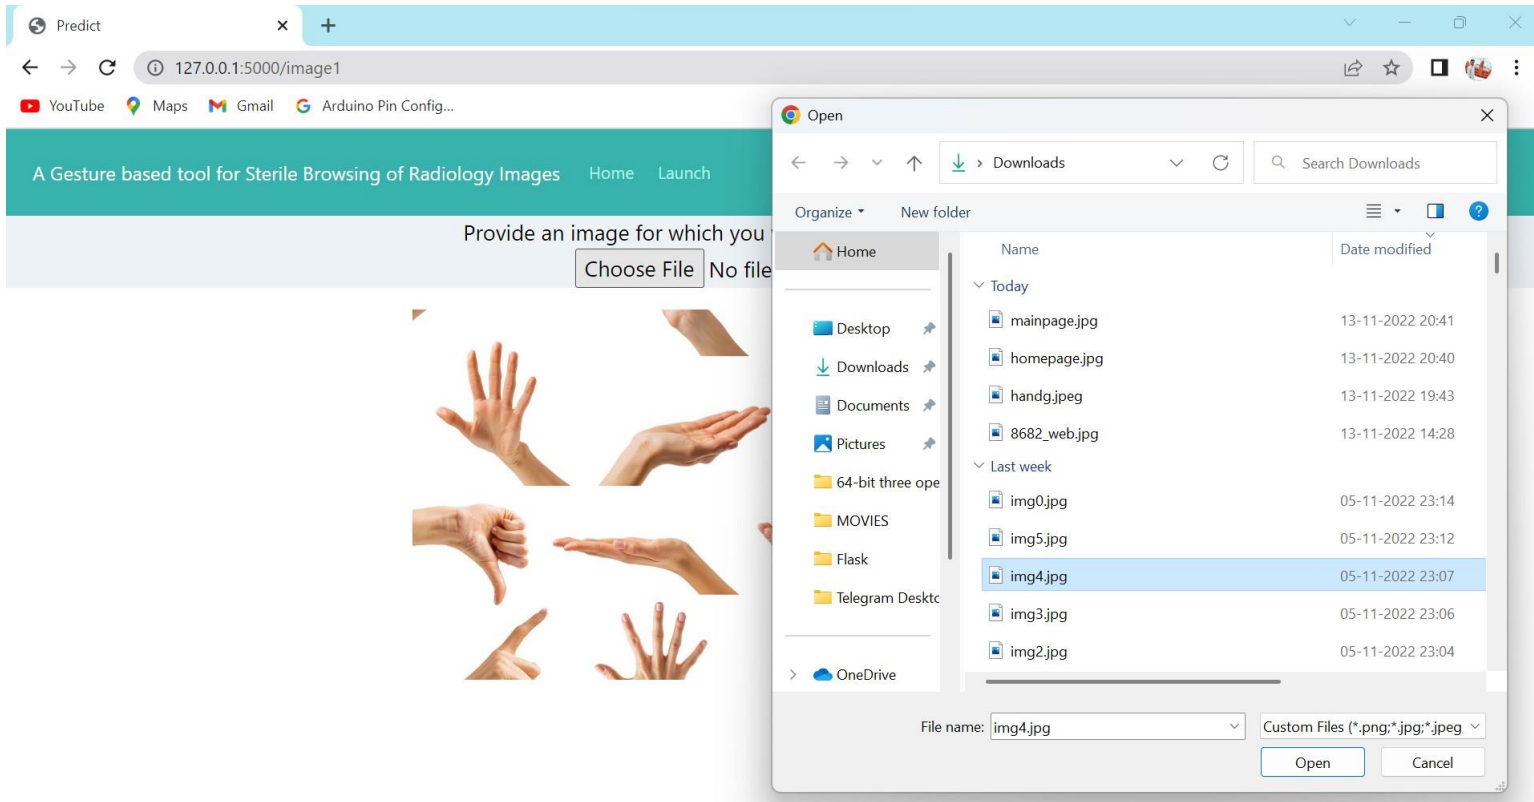 Predict
127.0.0.1:5000/image1
YouTube Maps Gmail Arduino Pin Config...
A Gesture based tool for Sterile Browsing of Radiology Images Home Launch
Provide an image for which you
Choose File No file
Open
Downloads
Search Downloads
Organize New folder
Home
Desktop
Downloads
Documents
Pictures
64-bit three ope
MOVIES
Flask
Telegram Deskto
OneDrive
Name Date modified
Today
mainpage.jpg 13-11-2022 20:41
homepage.jpg 13-11-2022 20:40
handg.jpeg 13-11-2022 19:43
8682_web.jpg 13-11-2022 14:28
Last week
img0.jpg 05-11-2022 23:14
img5.jpg 05-11-2022 23:12
img4.jpg 05-11-2022 23:07
img3.jpg 05-11-2022 23:06
img2.jpg 05-11-2022 23:04
File name: img4.jpg Custom Files (*.png;*.jpg;*.jpeg
Open Cancel